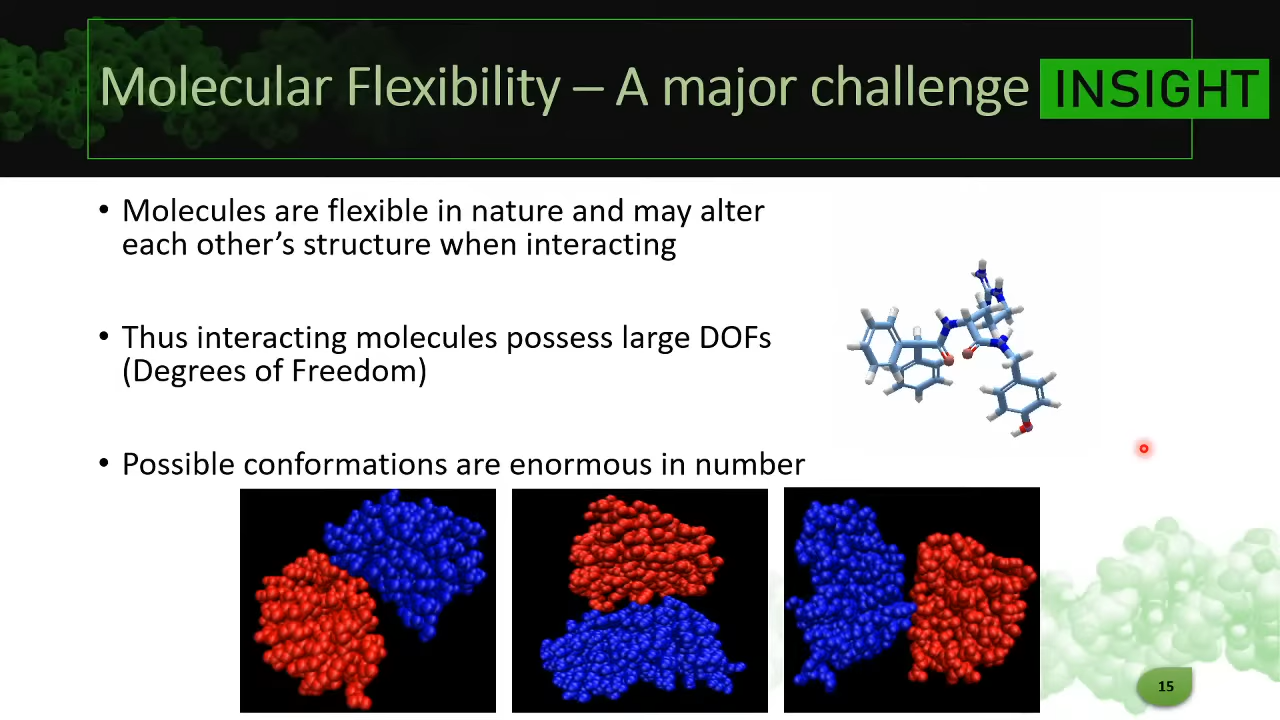 Molecular Flexibility – A major challenge
INSIGHT
• Molecules are flexible in nature and may alter
each other’s structure when interacting
• Thus interacting molecules possess large DOFs
(Degrees of Freedom)
• Possible conformations are enormous in number
15